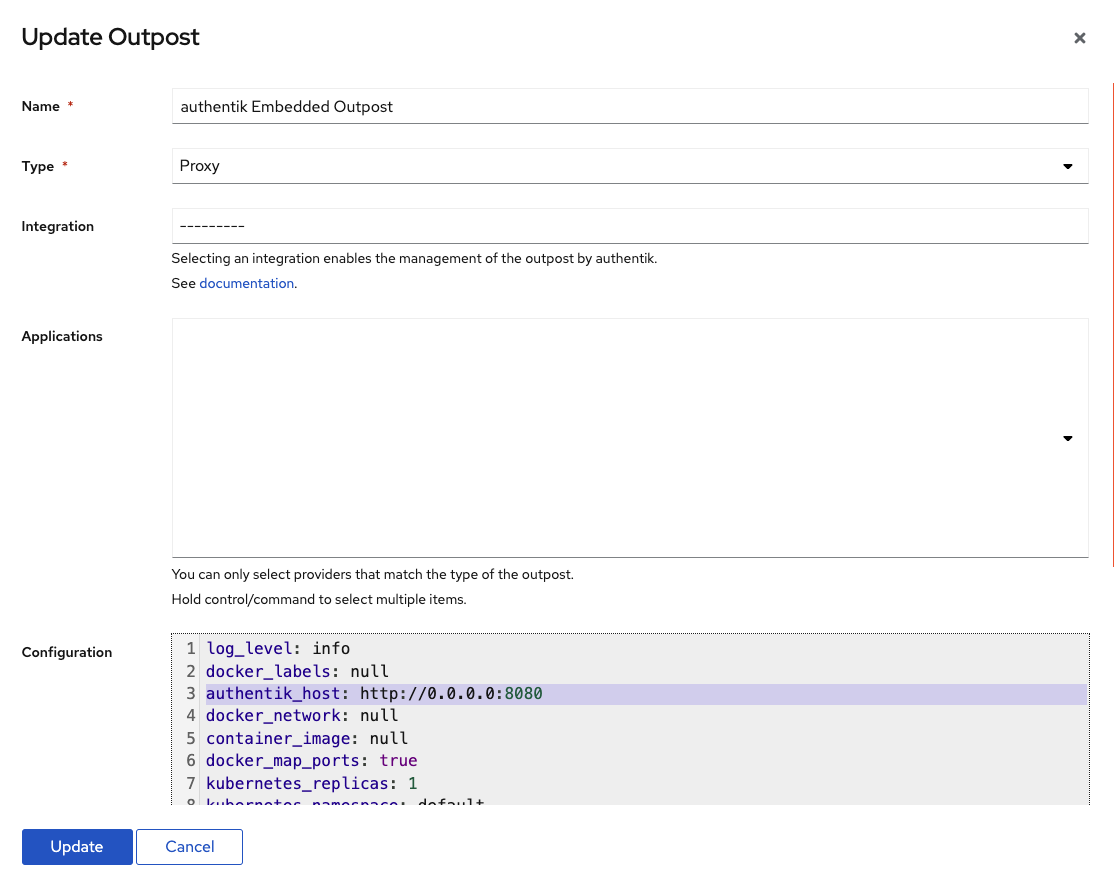 Update Outpost
Name *
authentik Embedded Outpost
Type *
Proxy
Integration
---------
Selecting an integration enables the management of the outpost by authentik.
See documentation.
Applications
You can only select providers that match the type of the outpost.
Hold control/command to select multiple items.
Configuration
1 log_level: info
2 docker_labels: null
3 authentik_host: http://0.0.0.0:8080
4 docker_network: null
5 container_image: null
6 docker_map_ports: true
7 kubernetes_replicas: 1
8 kubernetes_namespace: default
Update Cancel